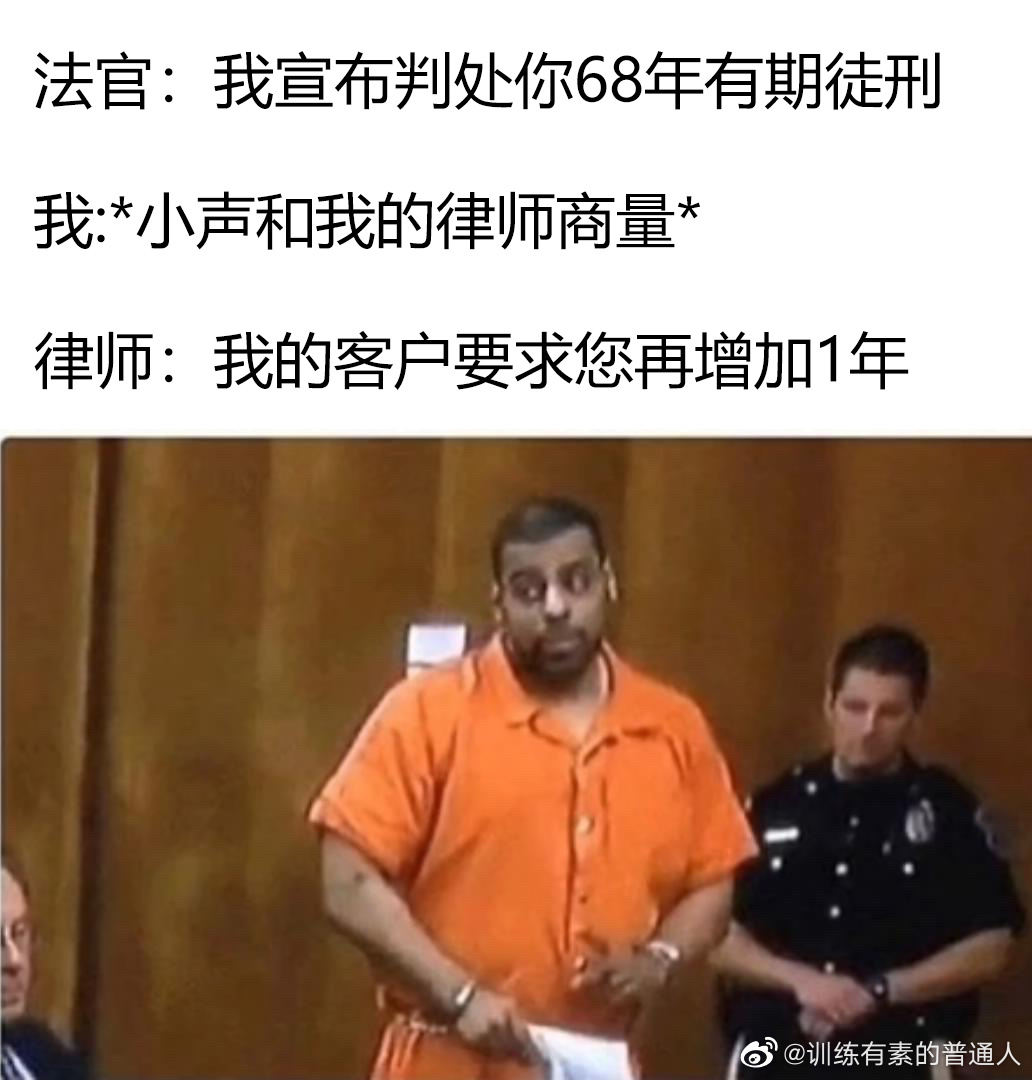 法官：我宣布判处你68年有期徒刑
我:*小声和我的律师商量*
律师：我的客户要求您再增加1年
@训练有素的普通人